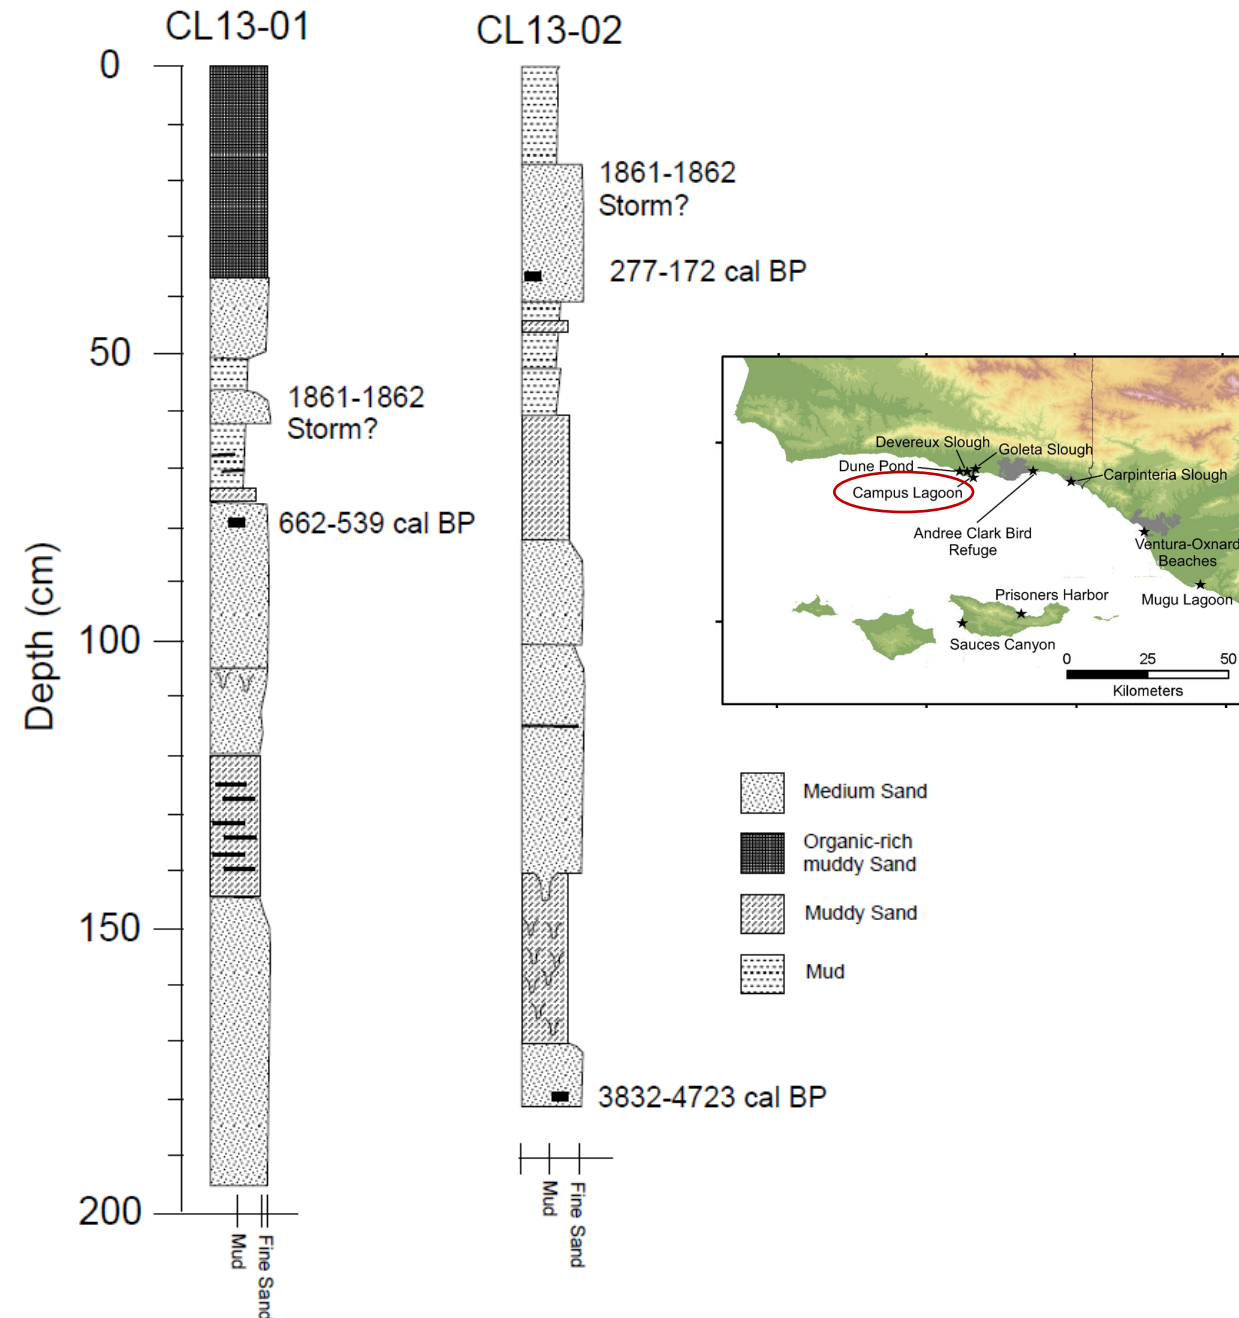 CL13-01
CL13-02
0
50
100
150
200
Depth (cm)
1861-1862
Storm?
662-539 cal BP
Mud
Fine Sand
1861-1862
Storm?
277-172 cal BP
3832-4723 cal BP
Mud
Fine Sand
Devereux Slough
Goleta Slough
Dune Pond
Carpinteria Slough
Campus Lagoon
Andree Clark Bird
Refuge
Ventura-Oxnard
Beaches
Prisoners Harbor
Mugu Lagoon
Sauces Canyon
0 25 50
Kilometers
Medium Sand
Organic-rich
muddy Sand
Muddy Sand
Mud